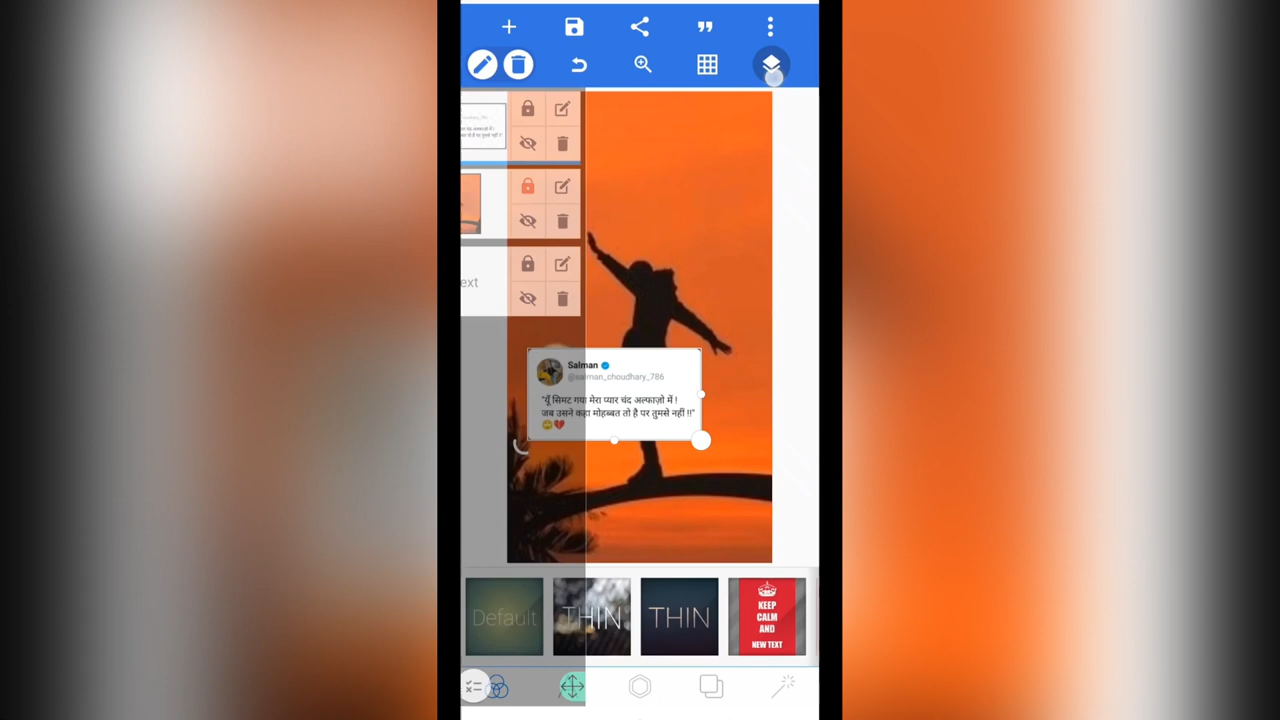 ext
Salman
@salman_choudhary_786
"यूँ सिमट गया मेरा प्यार चंद अल्फाज़ो में !
जब उसने कहा मोहब्बत तो है पर तुमसे नहीं !!"
🙄💔
Default
THIN
THIN
KEEP
CALM
AND
NEW TEXT